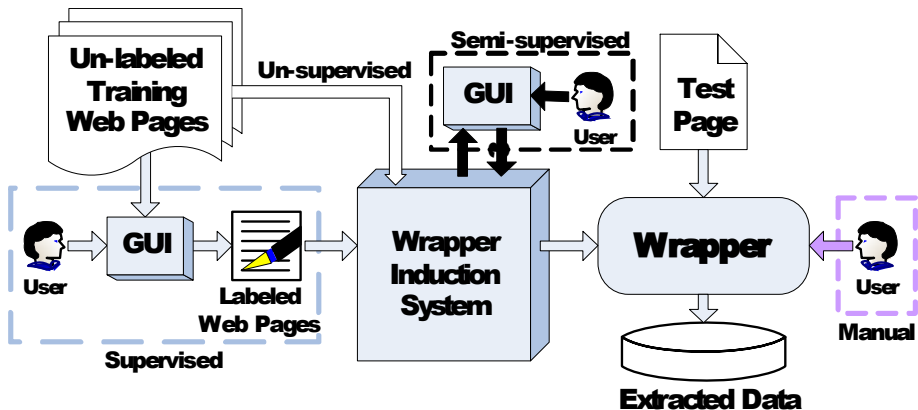 Un-labeled
Training
Web Pages
Un-supervised
Semi-supervised
GUI
User
Test
Page
User
GUI
Labeled
Web Pages
Supervised
Wrapper
Induction
System
Wrapper
User
Manual
Extracted Data